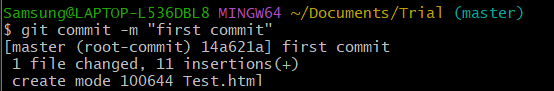 Samsung@LAPTOP-L536DBL8 MINGW64 ~/Documents/Trial (master)
$ git commit -m "first commit"
[master (root-commit) 14a621a] first commit
 1 file changed, 11 insertions(+)
 create mode 100644 Test.html